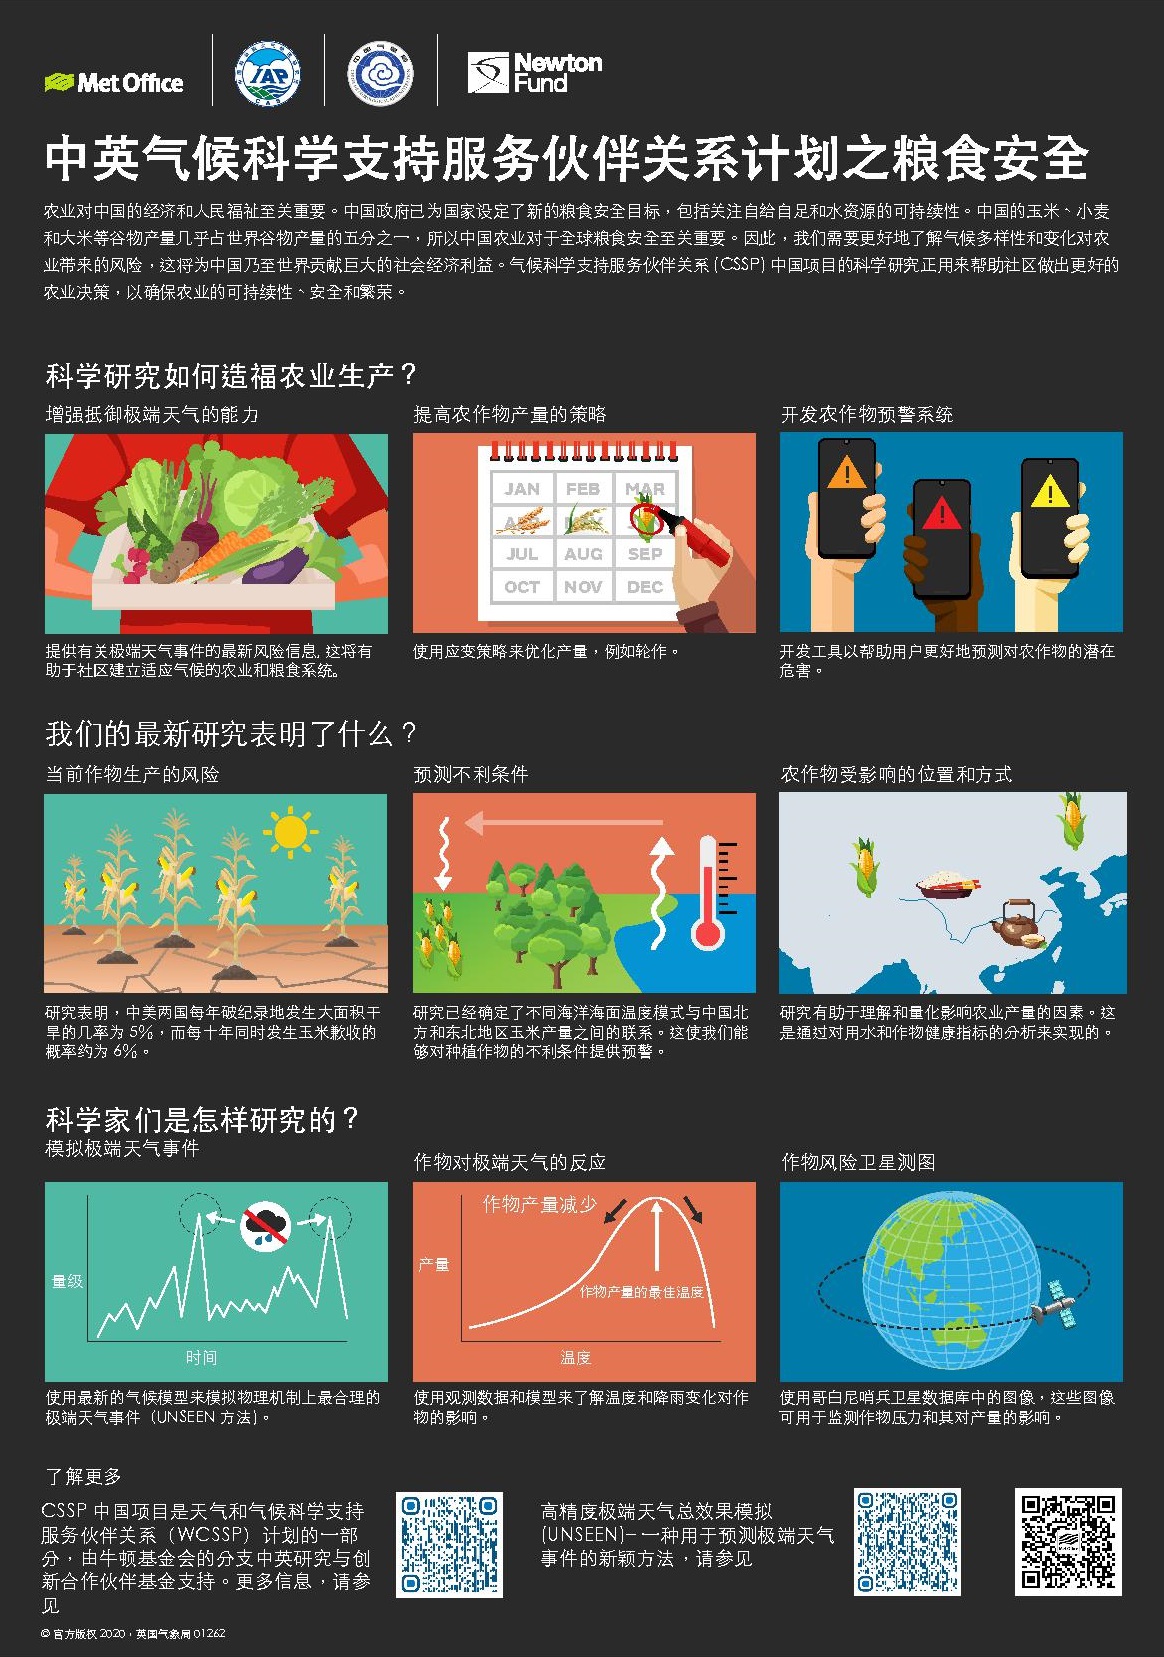 Met Office
IAP
CAS
Newton
Fund
中英气候科学支持服务伙伴关系计划之粮食安全
农业对中国的经济和人民福祉至关重要。中国政府已为国家设定了新的粮食安全目标，包括关注自给自足和水资源的可持续性。中国的玉米、小麦
和大米等谷物产量几乎占世界谷物产量的五分之一，所以中国农业对于全球粮食安全至关重要。因此，我们需要更好地了解气候多样性和变化对农
业带来的风险，这将为中国乃至世界贡献巨大的社会经济利益。气候科学支持服务伙伴关系 (CSSP) 中国项目的科学研究正用来帮助社区做出更好的
农业决策，以确保农业的可持续性、安全和繁荣。
科学研究如何造福农业生产？
增强抵御极端天气的能力
提高农作物产量的策略
开发农作物预警系统
JAN FEB MAR
JUL AUG SEP
OCT NOV DEC
提供有关极端天气事件的最新风险信息, 这将有
助于社区建立适应气候的农业和粮食系统。
使用应变策略来优化产量，例如轮作。
开发工具以帮助用户更好地预测对农作物的潜在
危害。
我们的最新研究表明了什么？
当前作物生产的风险
预测不利条件
农作物受影响的位置和方式
研究表明，中美两国每年破纪录地发生大面积干
旱的几率为 5%，而每十年同时发生玉米歉收的
概率约为 6%。
研究已经确定了不同海洋海面温度模式与中国北
方和东北地区玉米产量之间的联系。这使我们能
够对种植作物的不利条件提供预警。
研究有助于理解和量化影响农业产量的因素。这
是通过对用水和作物健康指标的分析来实现的。
科学家们是怎样研究的？
模拟极端天气事件
作物对极端天气的反应
作物风险卫星测图
量级
时间
作物产量减少
产量
作物产量的最佳温度
温度
使用最新的气候模型来模拟物理机制上最合理的
极端天气事件（UNSEEN 方法）。
使用观测数据和模型来了解温度和降雨变化对作
物的影响。
使用哥白尼哨兵卫星数据库中的图像，这些图像
可用于监测作物压力和其对产量的影响。
了解更多
CSSP 中国项目是天气和气候科学支持
服务伙伴关系（WCSSP）计划的一部
分，由牛顿基金会的分支中英研究与创
新合作伙伴基金支持。更多信息，请参
见
高精度极端天气总效果模拟
(UNSEEN)– 一种用于预测极端天气
事件的新颖方法，请参见
© 官方版权 2020，英国气象局 01262